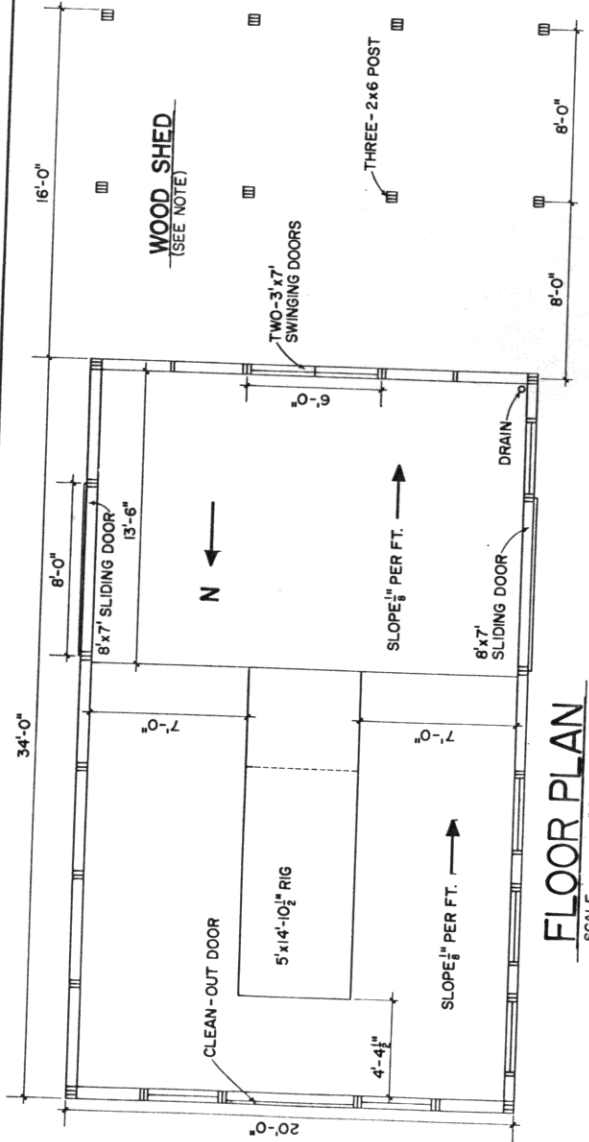 16'-0"
34'-0"
WOOD SHED
(SEE NOTE)
THREE-2x6 POST
8'-0"
8'-0"
TWO-3'x7'
SWINGING DOORS
6'-0"
8'-0"
8'x7' SLIDING DOOR
13'-6"
N
SLOPE 1/8" PER FT.
DRAIN
8'x7'
SLIDING DOOR
7'-0"
7'-0"
5'x14'-10 1/2" RIG
CLEAN-OUT DOOR
SLOPE 1/8" PER FT.
4'-4 1/2"
20'-0"
FLOOR PLAN
SCALE